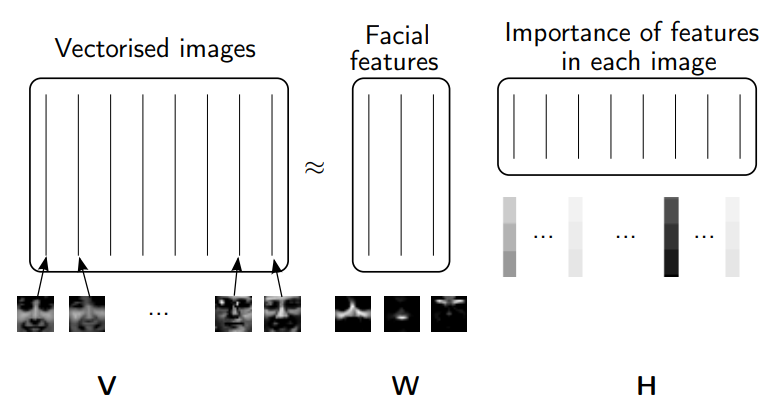 Vectorised images
Facial
features
Importance of features
in each image
≈
...
... ... ...
V W H